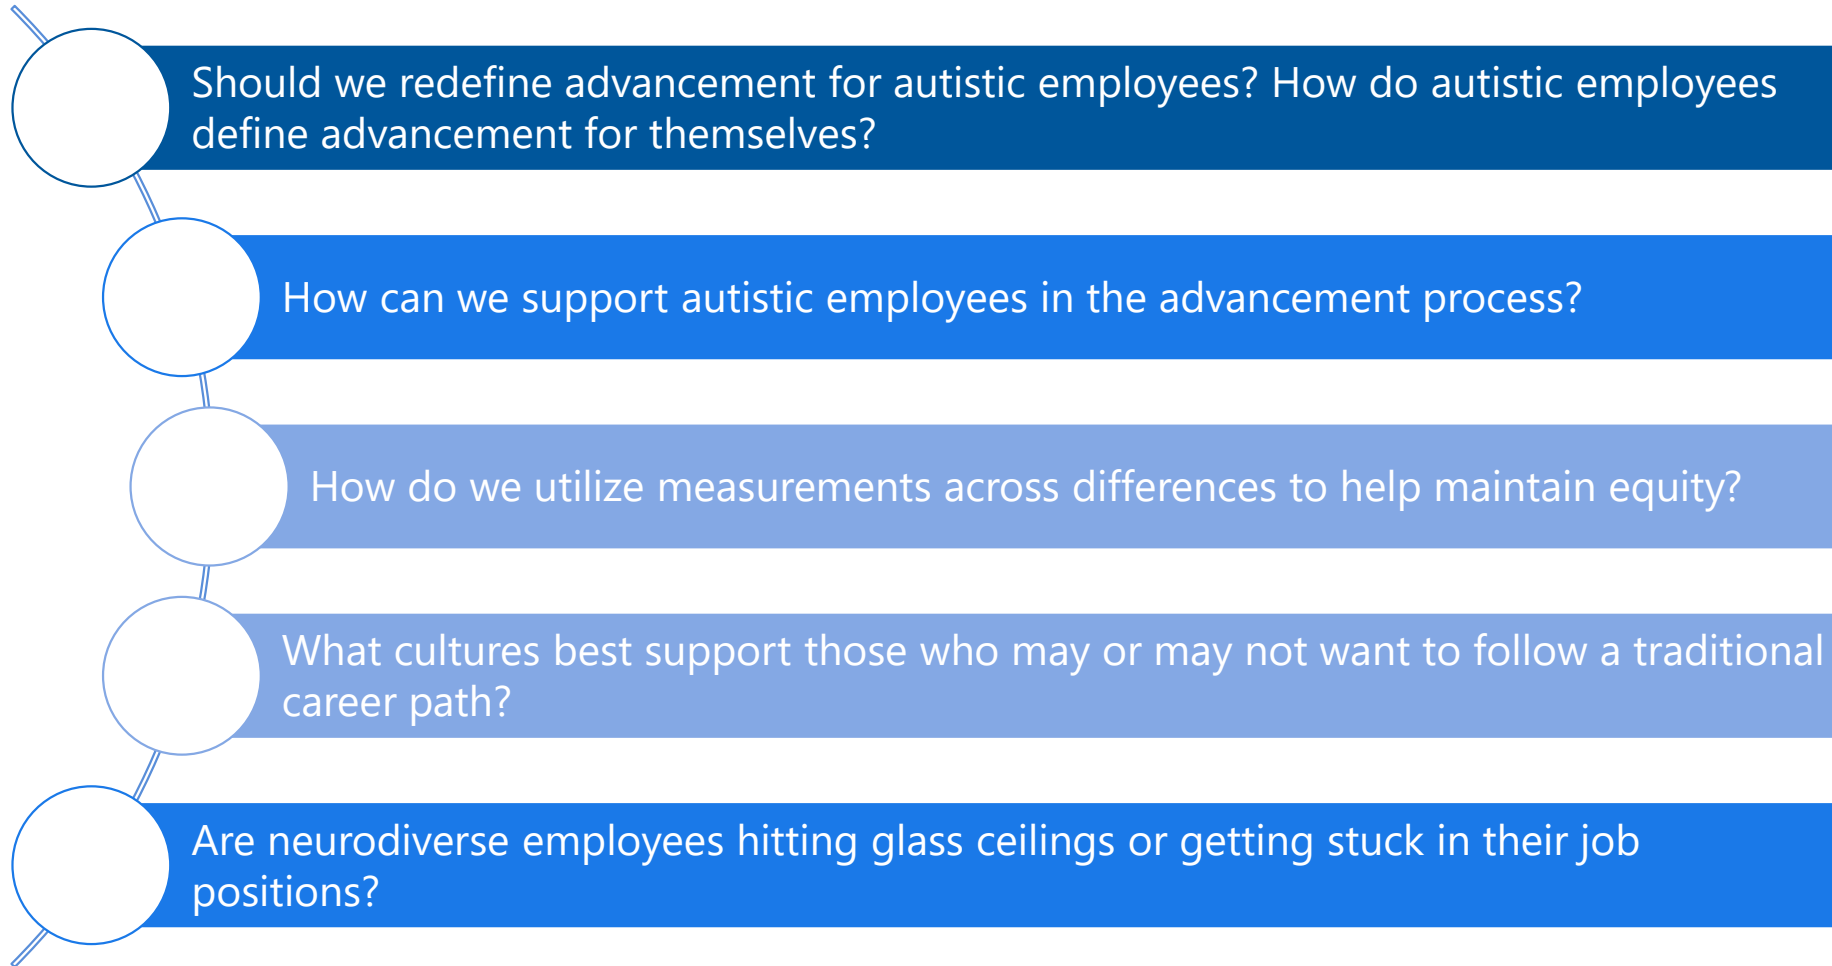 Should we redefine advancement for autistic employees? How do autistic employees
define advancement for themselves?
How can we support autistic employees in the advancement process?
How do we utilize measurements across differences to help maintain equity?
What cultures best support those who may or may not want to follow a traditional
career path?
Are neurodiverse employees hitting glass ceilings or getting stuck in their job
positions?